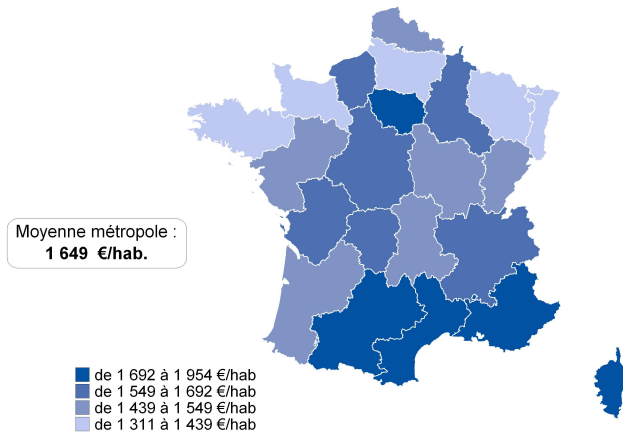 Moyenne métropole :
1 649 €/hab.
de 1 692 à 1 954 €/hab
de 1 549 à 1 692 €/hab
de 1 439 à 1 549 €/hab
de 1 311 à 1 439 €/hab